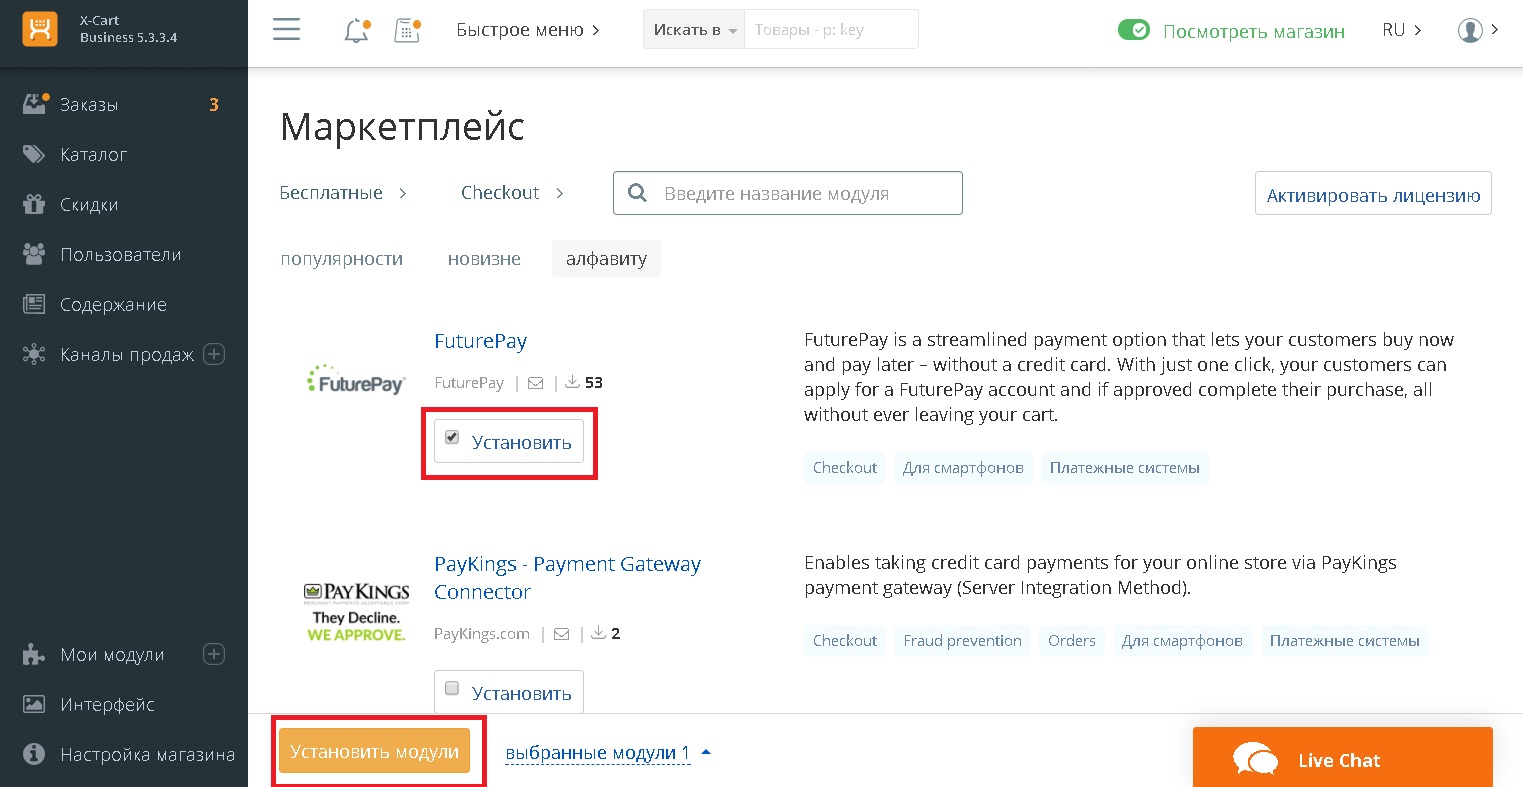 X-Cart
Business 5.3.3.4
Быстрое меню
Искать в
Товары - p: key
Посмотреть магазин
RU
Заказы 3
Каталог
Скидки
Пользователи
Содержание
Каналы продаж
Мои модули
Интерфейс
Настройка магазина
Маркетплейс
Бесплатные
Checkout
Введите название модуля
Активировать лицензию
популярности
новизне
алфавиту
FuturePay
FuturePay
FuturePay | | 53
Установить
FuturePay is a streamlined payment option that lets your customers buy now
and pay later – without a credit card. With just one click, your customers can
apply for a FuturePay account and if approved complete their purchase, all
without ever leaving your cart.
Checkout
Для смартфонов
Платежные системы
PAYKINGS
They Decline.
WE APPROVE.
PayKings - Payment Gateway
Connector
PayKings.com | | 2
Установить
Enables taking credit card payments for your online store via PayKings
payment gateway (Server Integration Method).
Checkout
Fraud prevention
Orders
Для смартфонов
Платежные системы
Установить модули
выбранные модули 1
Live Chat